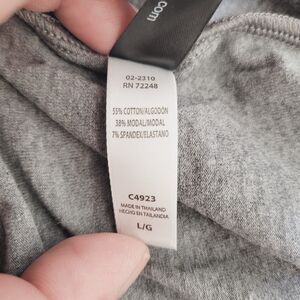 .com
02-2310
RN 72248
55% COTTON/ALGODÓN
38% MODAL/MODAL
7% SPANDEX/ELASTANO
C4923
MADE IN THAILAND
HECHO EN TAILANDIA
L/G